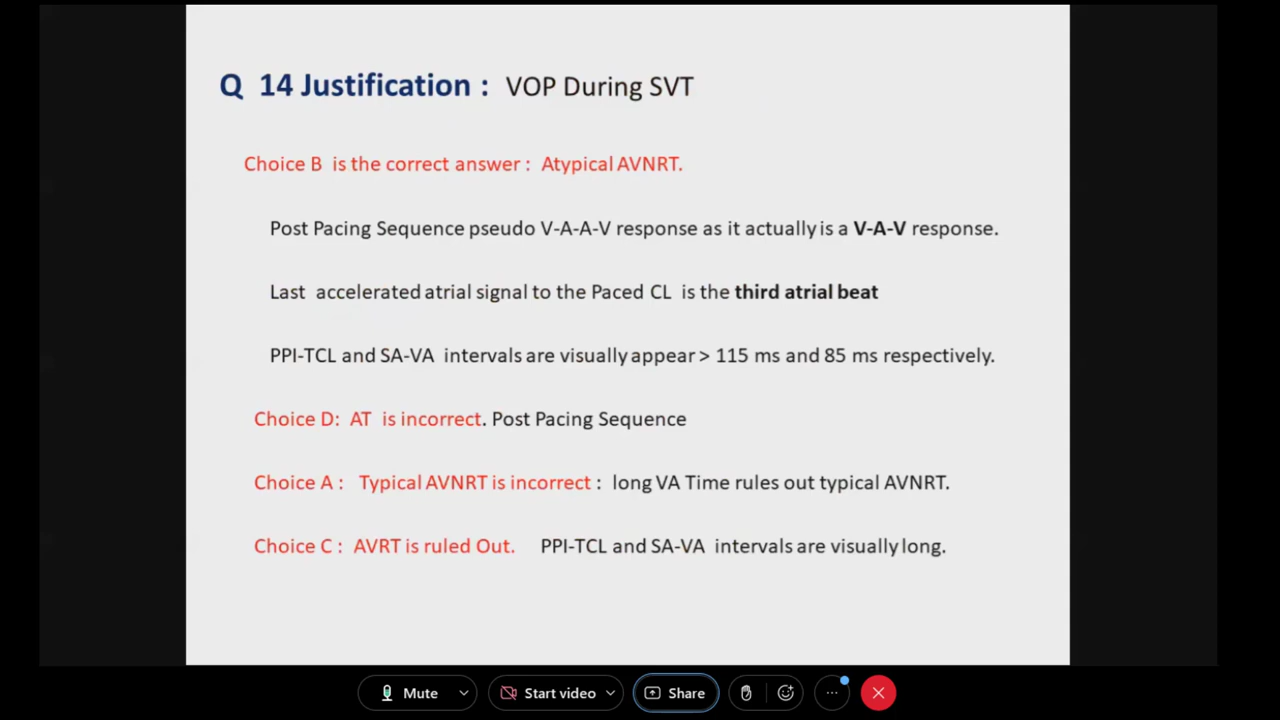 Q 14 Justification : VOP During SVT
Choice B is the correct answer : Atypical AVNRT.
Post Pacing Sequence pseudo V-A-A-V response as it actually is a V-A-V response.
Last accelerated atrial signal to the Paced CL is the third atrial beat
PPI-TCL and SA-VA intervals are visually appear > 115 ms and 85 ms respectively.
Choice D: AT is incorrect. Post Pacing Sequence
Choice A : Typical AVNRT is incorrect : long VA Time rules out typical AVNRT.
Choice C : AVRT is ruled Out. PPI-TCL and SA-VA intervals are visually long.
Mute Start video Share